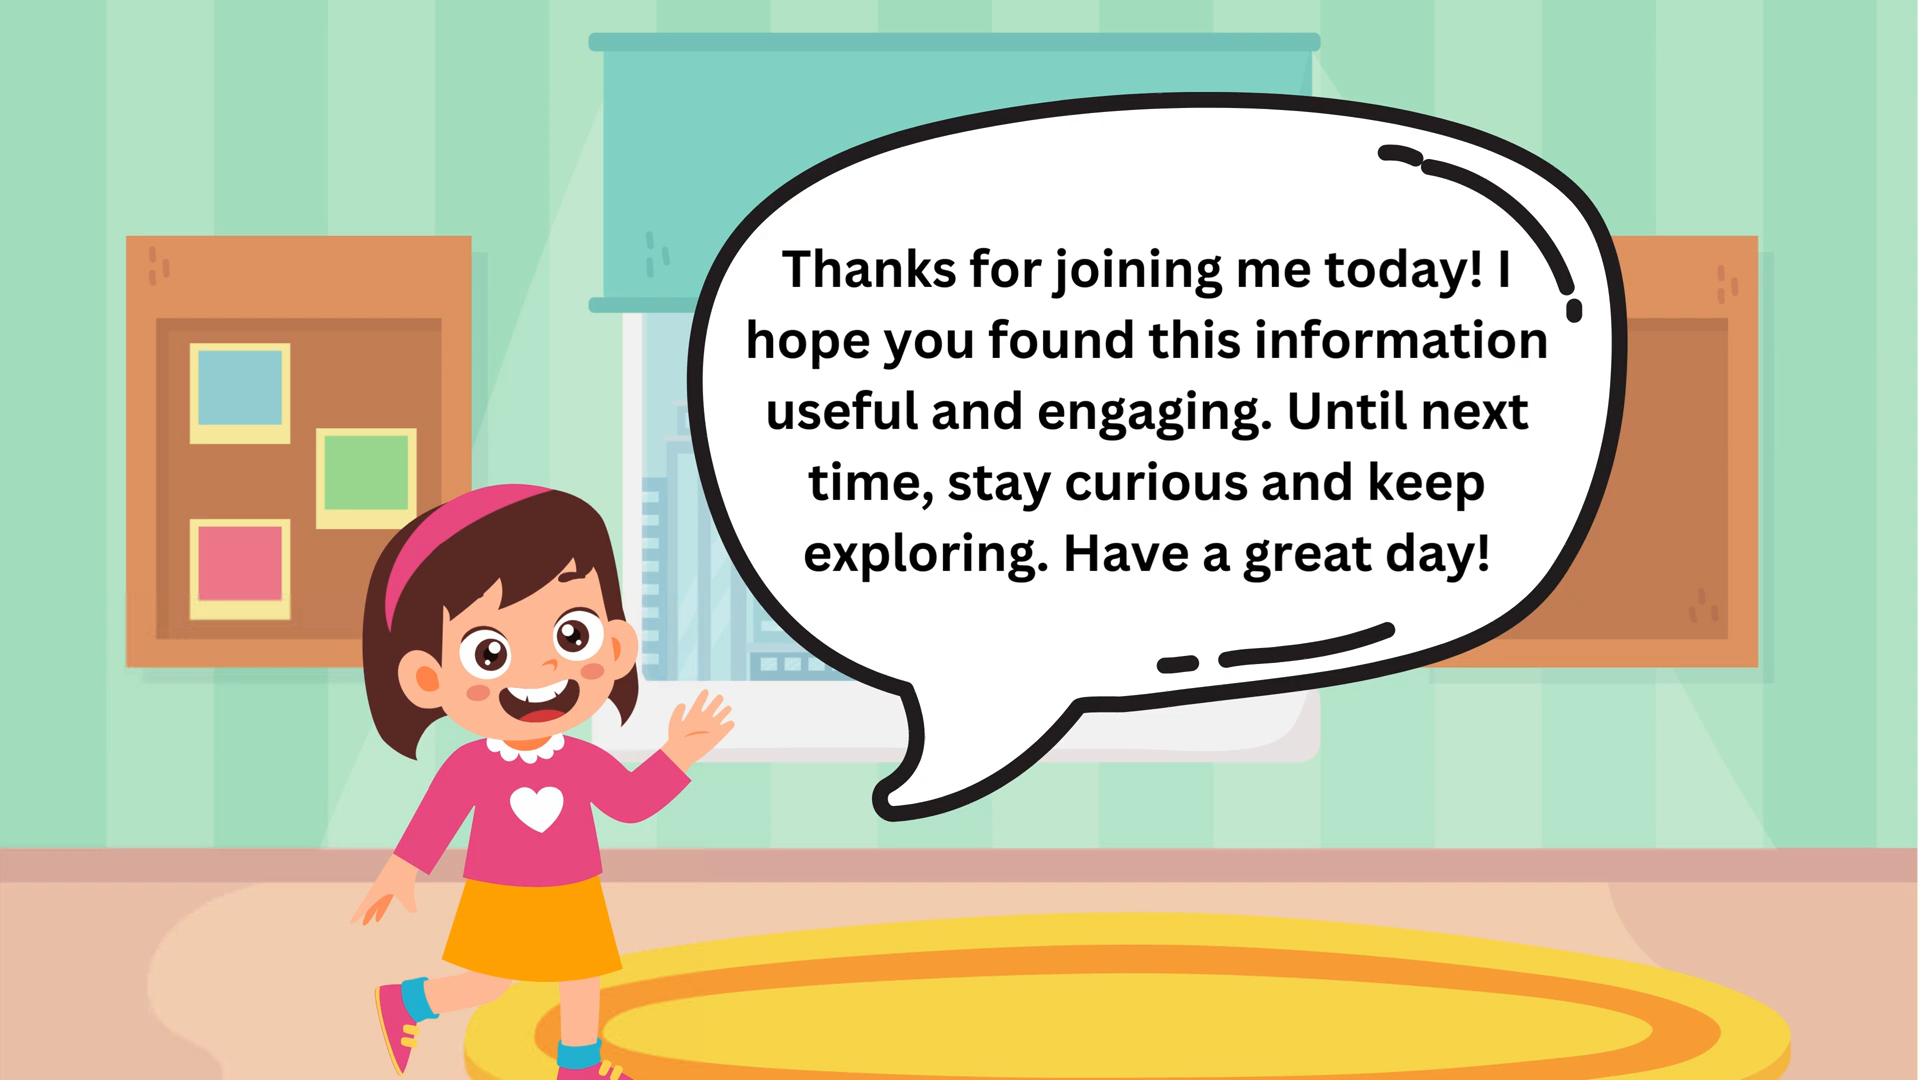 Thanks for joining me today! I
hope you found this information
useful and engaging. Until next
time, stay curious and keep
exploring. Have a great day!